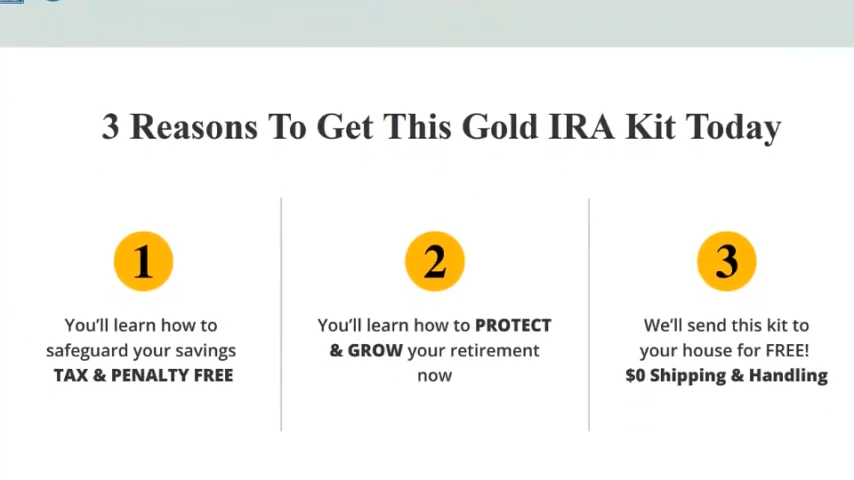 3 Reasons To Get This Gold IRA Kit Today
1
You'll learn how to
safeguard your savings
TAX & PENALTY FREE
2
You'll learn how to PROTECT
& GROW your retirement
now
3
We'll send this kit to
your house for FREE!
$0 Shipping & Handling